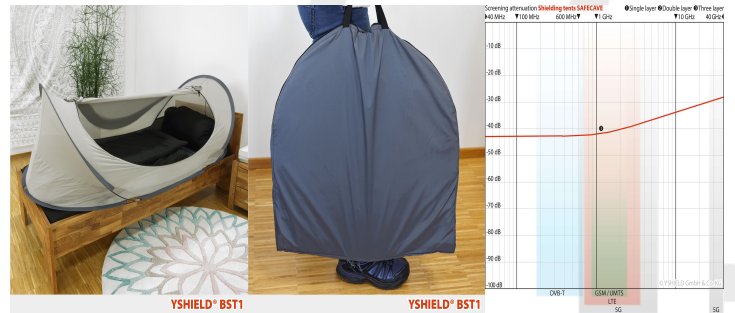 YSHIELD® BST1
YSHIELD® BST1
Screening attenuation Shielding tents SAFECAVE ❶Single layer ❷Double layer ❸Three layer
40 MHz ▼100 MHz 600 MHz▼ ▼1 GHz ▼10 GHz 40 GHz
-10 dB
-20 dB
-30 dB
❶
-40 dB
-50 dB
-60 dB
-70 dB
-80 dB
-90 dB
-100 dB
© YSHIELD GmbH & Co. KG
DVB-T GSM / UMTS
LTE
5G 5G